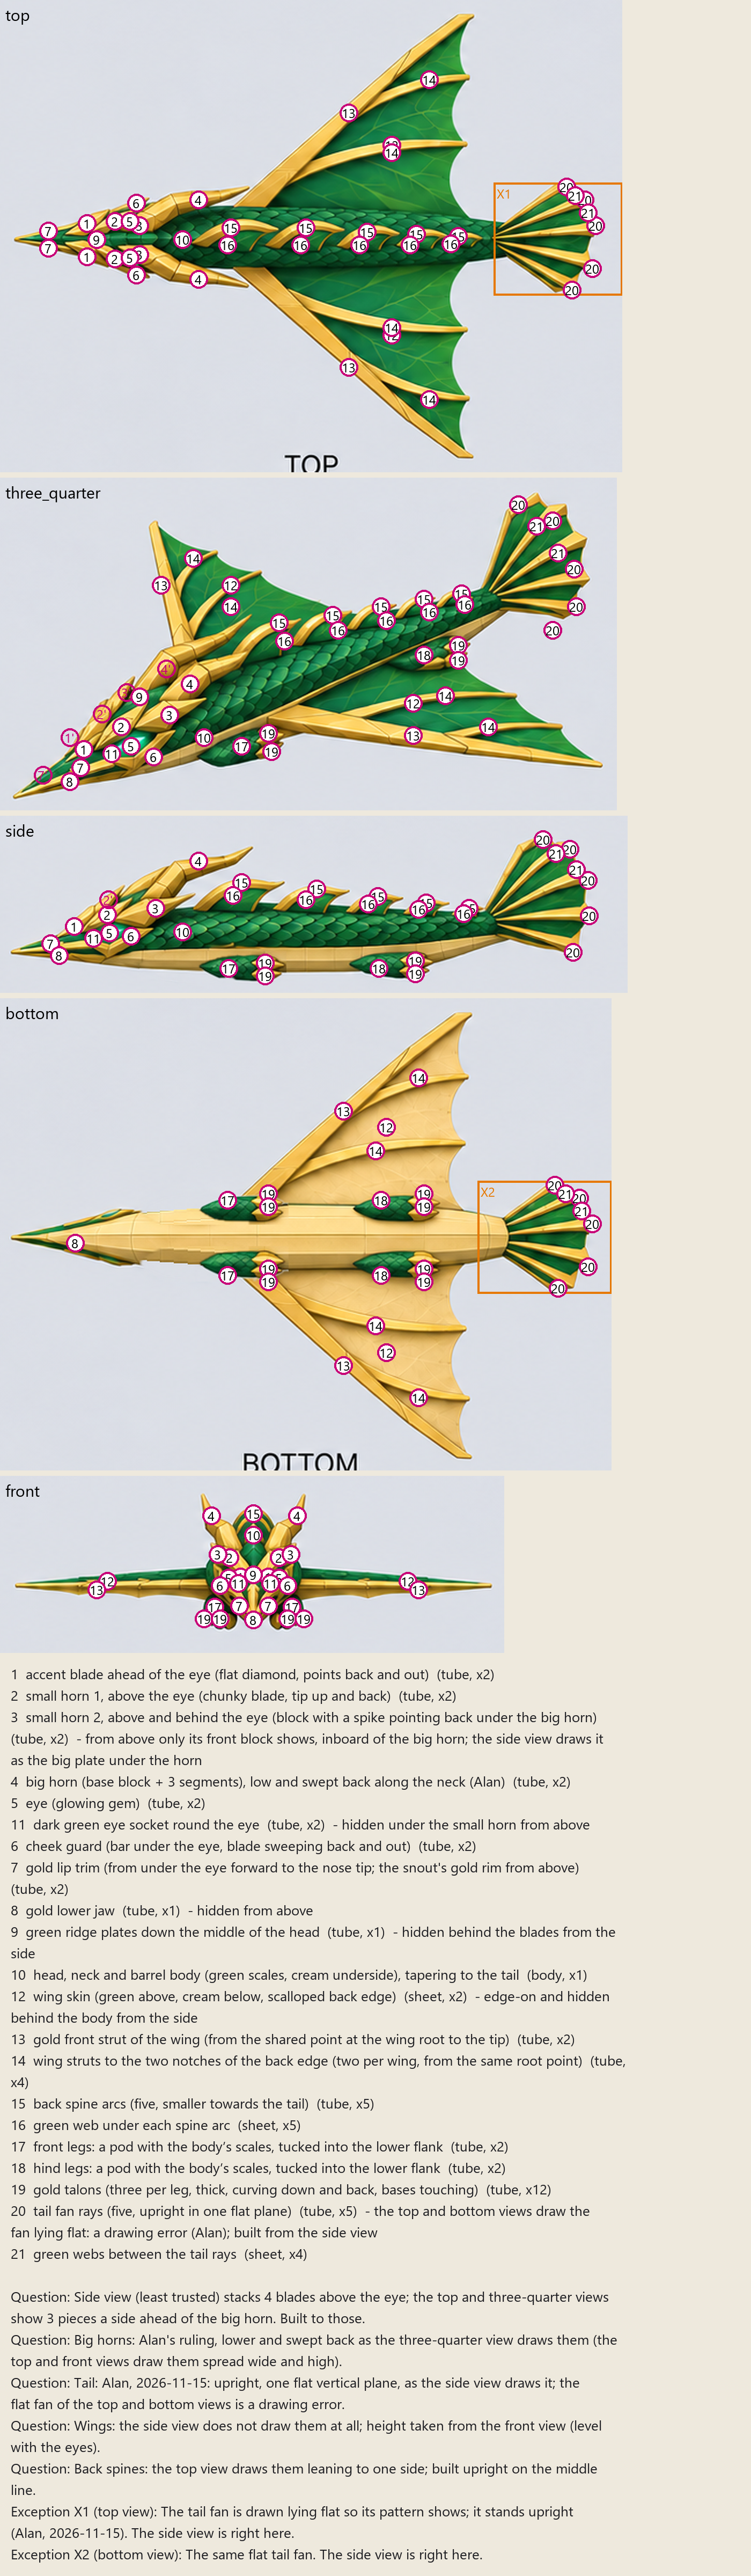 top
X1
TOP
three_quarter
side
bottom
X2
BOTTOM
front
1 accent blade ahead of the eye (flat diamond, points back and out) (tube, x2)
2 small horn 1, above the eye (chunky blade, tip up and back) (tube, x2)
3 small horn 2, above and behind the eye (block with a spike pointing back under the big horn)
(tube, x2) - from above only its front block shows, inboard of the big horn; the side view draws it
as the big plate under the horn
4 big horn (base block + 3 segments), low and swept back along the neck (Alan) (tube, x2)
5 eye (glowing gem) (tube, x2)
11 dark green eye socket round the eye (tube, x2) - hidden under the small horn from above
6 cheek guard (bar under the eye, blade sweeping back and out) (tube, x2)
7 gold lip trim (from under the eye forward to the nose tip; the snout's gold rim from above)
(tube, x2)
8 gold lower jaw (tube, x1) - hidden from above
9 green ridge plates down the middle of the head (tube, x1) - hidden behind the blades from the
side
10 head, neck and barrel body (green scales, cream underside), tapering to the tail (body, x1)
12 wing skin (green above, cream below, scalloped back edge) (sheet, x2) - edge-on and hidden
behind the body from the side
13 gold front strut of the wing (from the shared point at the wing root to the tip) (tube, x2)
14 wing struts to the two notches of the back edge (two per wing, from the same root point) (tube,
x4)
15 back spine arcs (five, smaller towards the tail) (tube, x5)
16 green web under each spine arc (sheet, x5)
17 front legs: a pod with the body’s scales, tucked into the lower flank (tube, x2)
18 hind legs: a pod with the body’s scales, tucked into the lower flank (tube, x2)
19 gold talons (three per leg, thick, curving down and back, bases touching) (tube, x12)
20 tail fan rays (five, upright in one flat plane) (tube, x5) - the top and bottom views draw the
fan lying flat: a drawing error (Alan); built from the side view
21 green webs between the tail rays (sheet, x4)
Question: Side view (least trusted) stacks 4 blades above the eye; the top and three-quarter views
show 3 pieces a side ahead of the big horn. Built to those.
Question: Big horns: Alan's ruling, lower and swept back as the three-quarter view draws them (the
top and front views draw them spread wide and high).
Question: Tail: Alan, 2026-11-15: upright, one flat vertical plane, as the side view draws it; the
flat fan of the top and bottom views is a drawing error.
Question: Wings: the side view does not draw them at all; height taken from the front view (level
with the eyes).
Question: Back spines: the top view draws them leaning to one side; built upright on the middle
line.
Exception X1 (top view): The tail fan is drawn lying flat so its pattern shows; it stands upright
(Alan, 2026-11-15). The side view is right here.
Exception X2 (bottom view): The same flat tail fan. The side view is right here.